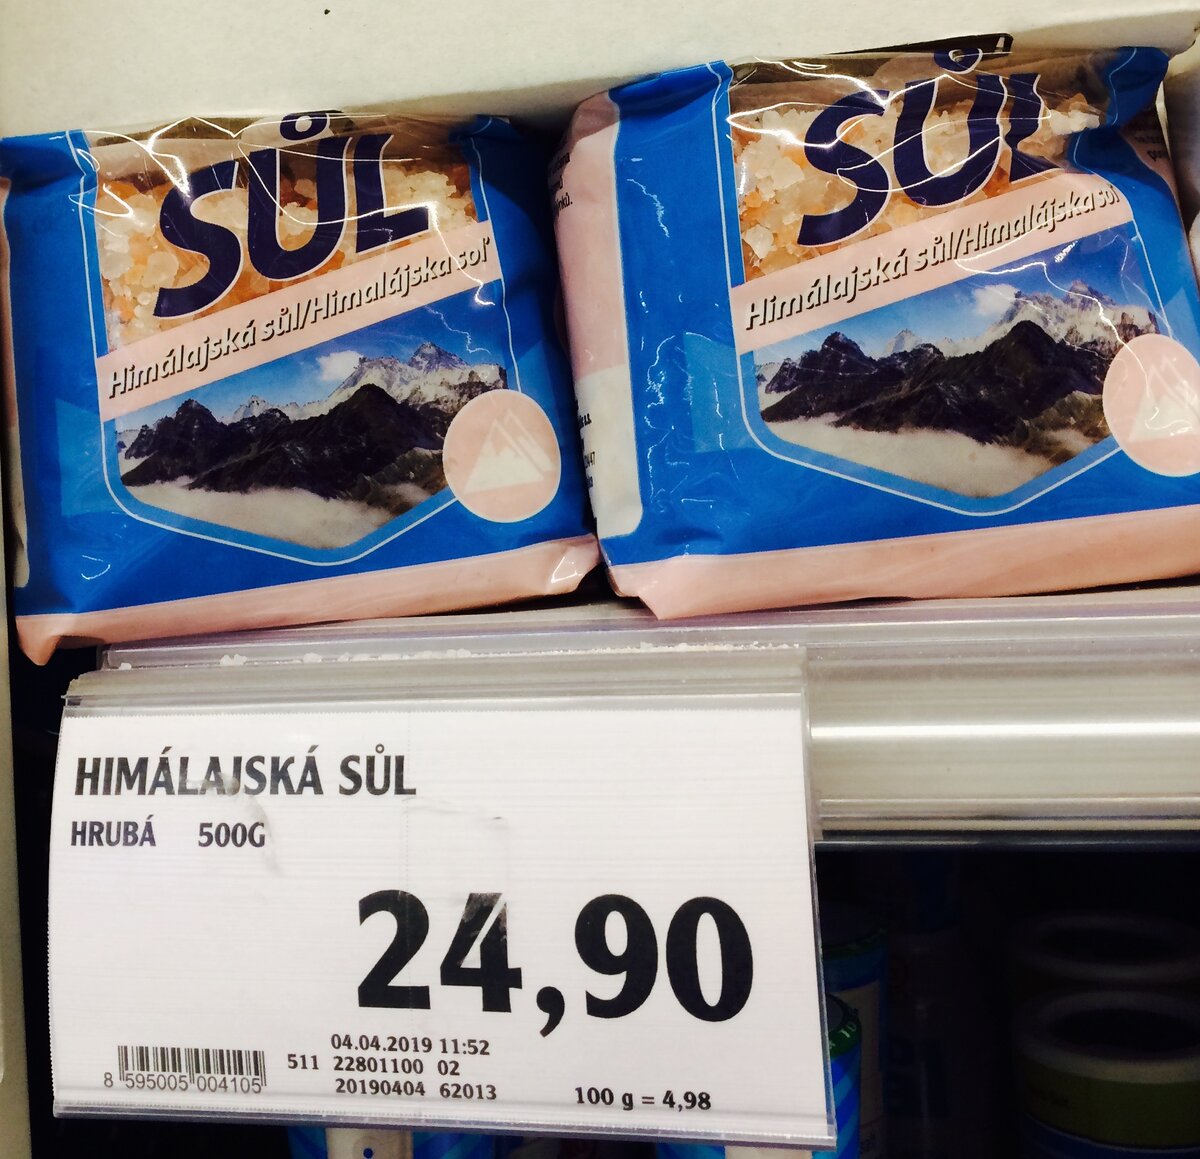 SŮL
Himálajská sůl/Himalájska soľ
SŮL
Himálajská sůl/Himalájska soľ
HIMÁLAJSKÁ SŮL
HRUBÁ 500G
24,90
04.04.2019 11:52
511 22801100 02
20190404 62013
8 595005 004105
100 g = 4,98